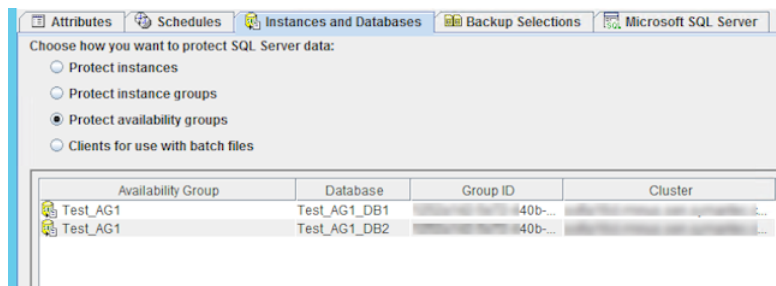 Attributes Schedules Instances and Databases Backup Selections Microsoft SQL Server
Choose how you want to protect SQL Server data:
Protect instances
Protect instance groups
Protect availability groups
Clients for use with batch files
Availability Group Database Group ID Cluster
Test_AG1 Test_AG1_DB1 40b-...
Test_AG1 Test_AG1_DB2 40b-...